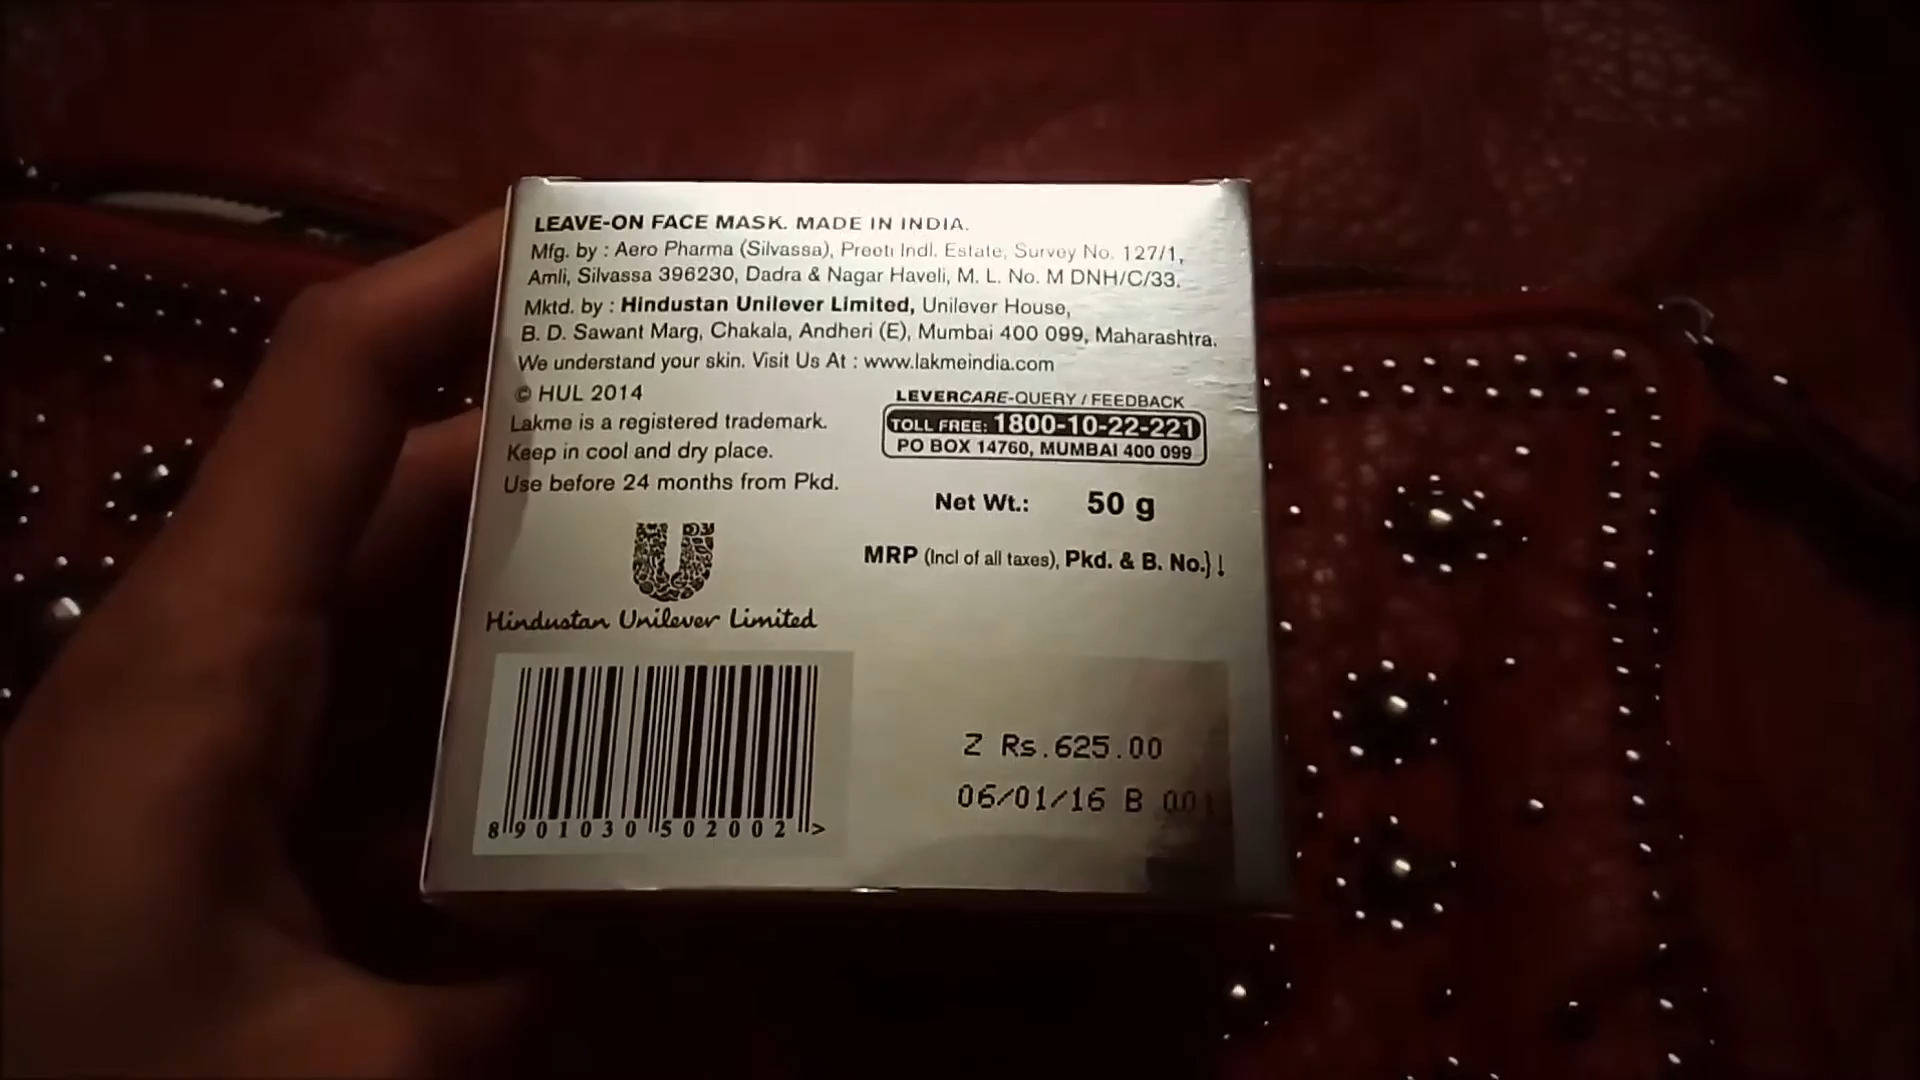 LEAVE-ON FACE MASK. MADE IN INDIA.
Mfg. by : Aero Pharma (Silvassa), Preeti Indl. Estate, Survey No. 127/1,
Amli, Silvassa 396230, Dadra & Nagar Haveli, M. L. No. M DNH/C/33.
Mktd. by : Hindustan Unilever Limited, Unilever House,
B. D. Sawant Marg, Chakala, Andheri (E), Mumbai 400 099, Maharashtra.
We understand your skin. Visit Us At : www.lakmeindia.com
© HUL 2014
Lakme is a registered trademark.
Keep in cool and dry place.
Use before 24 months from Pkd.
LEVERCARE-QUERY / FEEDBACK
TOLL FREE: 1800-10-22-221
PO BOX 14760, MUMBAI 400 099
Net Wt.: 50 g
MRP (Incl of all taxes), Pkd. & B. No.}↓
Hindustan Unilever Limited
8 901030 502002 >
Z Rs.625.00
06/01/16 B